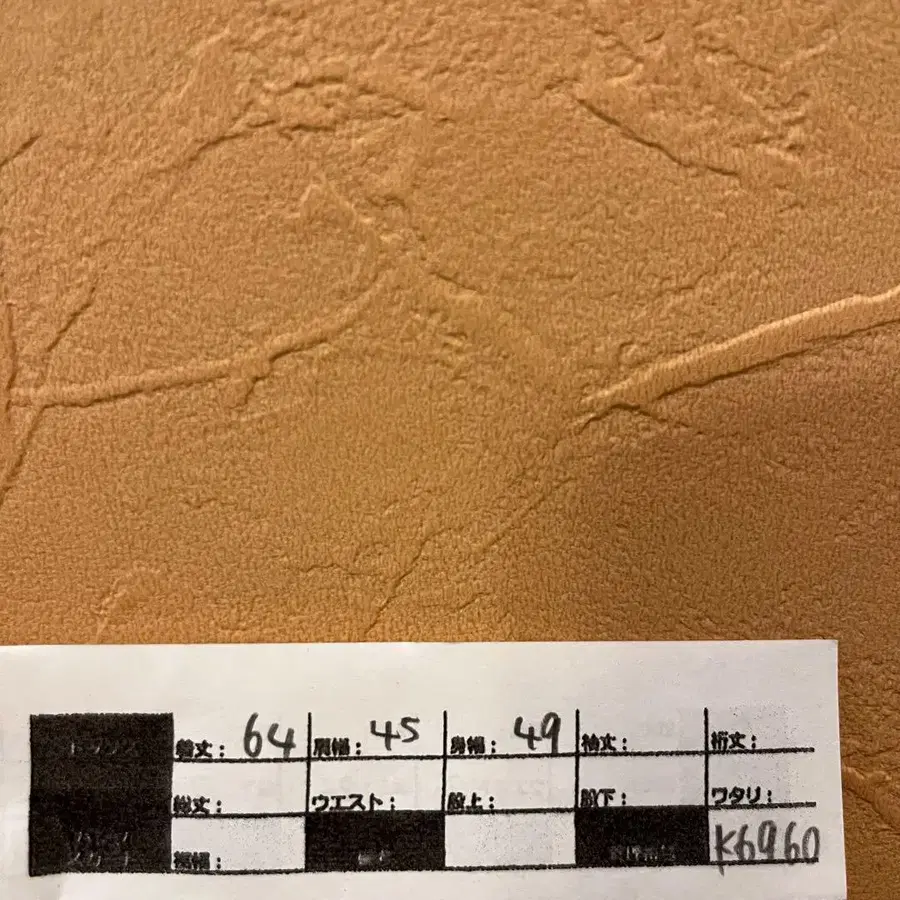 着丈: 64 肩幅: 45 身幅: 49 袖丈: 裄丈:
総丈: ウエスト: 股上: 股下: ワタリ:
裾幅: K6960